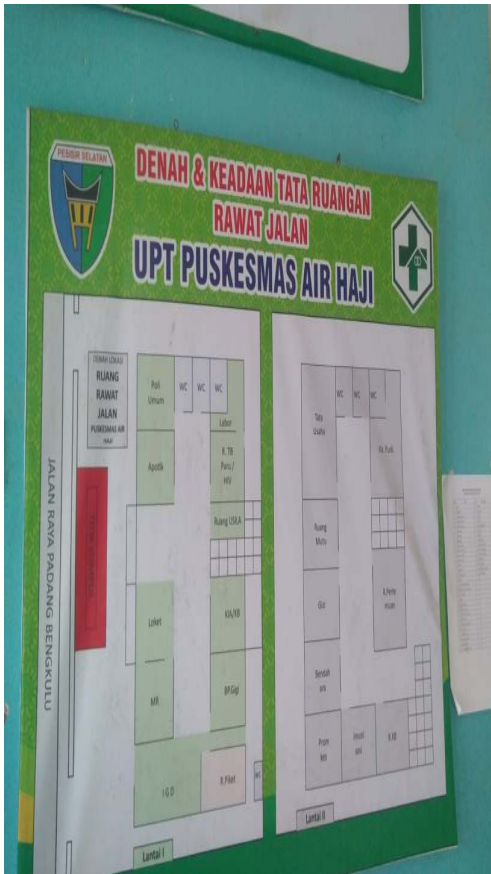 PESISIR SELATAN
DENAH & KEADAAN TATA RUANGAN
RAWAT JALAN
UPT PUSKESMAS AIR HAJI
DENAH LOKASI
RUANG
RAWAT
JALAN
PUSKESMAS AIR
HAJI
JALAN RAYA PADANG BENGKULU
Poli
Umum
WC
WC
WC
Labor
Apotik
R. TB
Paru /
HIV
Ruang USILA
Loket
KIA/KB
MR
BP.Gigi
I G D
R.Piket
WC
Lantai I
Tata
Usaha
WC
WC
WC
Ka. Pusk.
Ruang
Mutu
Gizi
R.Perte
muan
Bendah
ara
Prom
kes
Imuni
sasi
R.RR
Lantai II